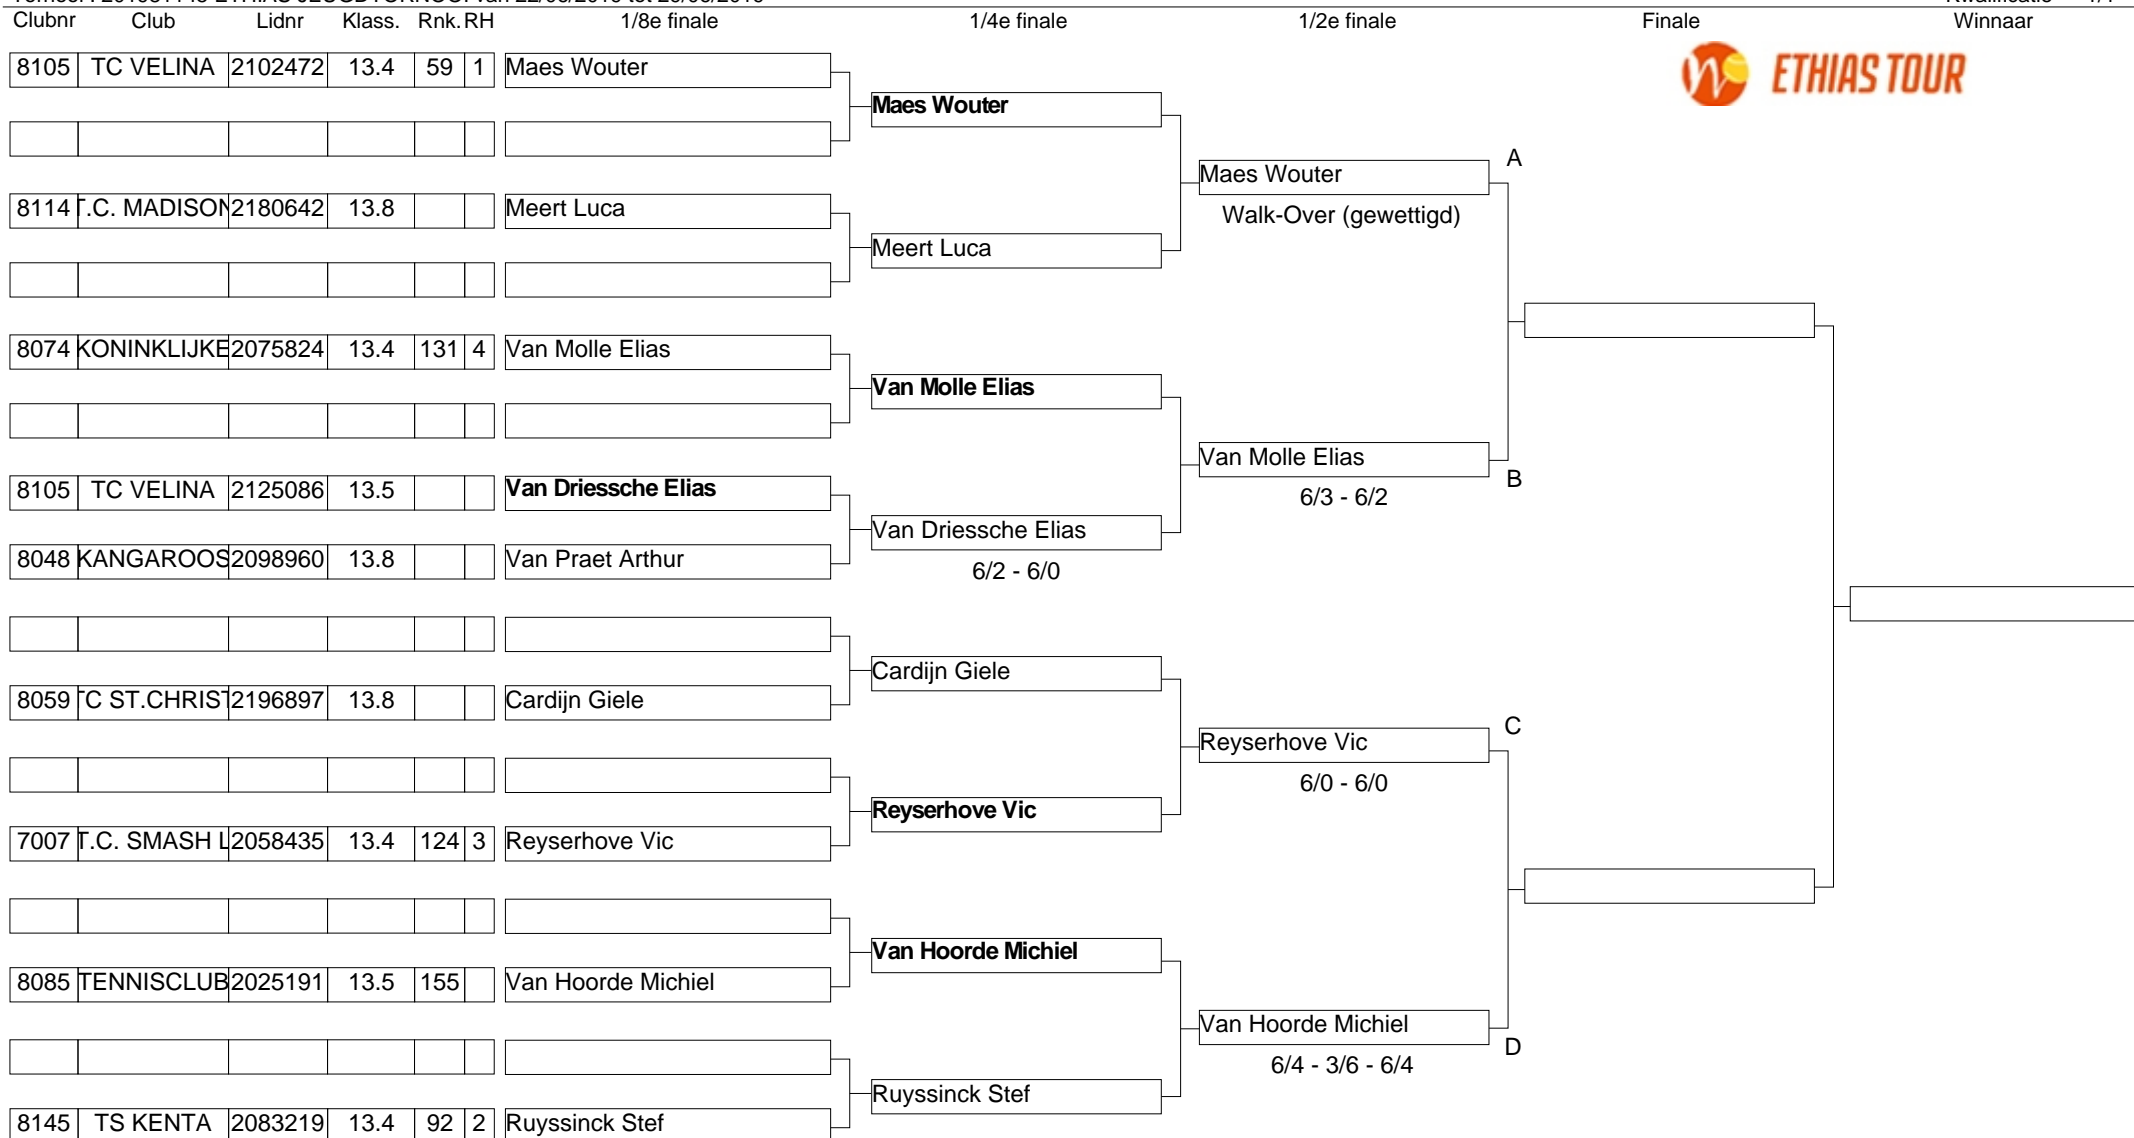 Clubnr Club Lidnr Klass. Rnk. RH 1/8e finale 1/4e finale 1/2e finale Finale Winnaar
ETHIAS TOUR
8105 TC VELINA 2102472 13.4 59 1 Maes Wouter
Maes Wouter
A
Maes Wouter
8114 T.C. MADISON 2180642 13.8 Meert Luca
Walk-Over (gewettigd)
Meert Luca
8074 KONINKLIJKE 2075824 13.4 131 4 Van Molle Elias
Van Molle Elias
Van Molle Elias
B
8105 TC VELINA 2125086 13.5 Van Driessche Elias
6/3 - 6/2
Van Driessche Elias
8048 KANGAROOS 2098960 13.8 Van Praet Arthur
6/2 - 6/0
Cardijn Giele
8059 TC ST.CHRIST 2196897 13.8 Cardijn Giele
C
Reyserhove Vic
6/0 - 6/0
Reyserhove Vic
7007 T.C. SMASH L 2058435 13.4 124 3 Reyserhove Vic
Van Hoorde Michiel
8085 TENNISCLUB 2025191 13.5 155 Van Hoorde Michiel
Van Hoorde Michiel
D
6/4 - 3/6 - 6/4
Ruyssinck Stef
8145 TS KENTA 2083219 13.4 92 2 Ruyssinck Stef